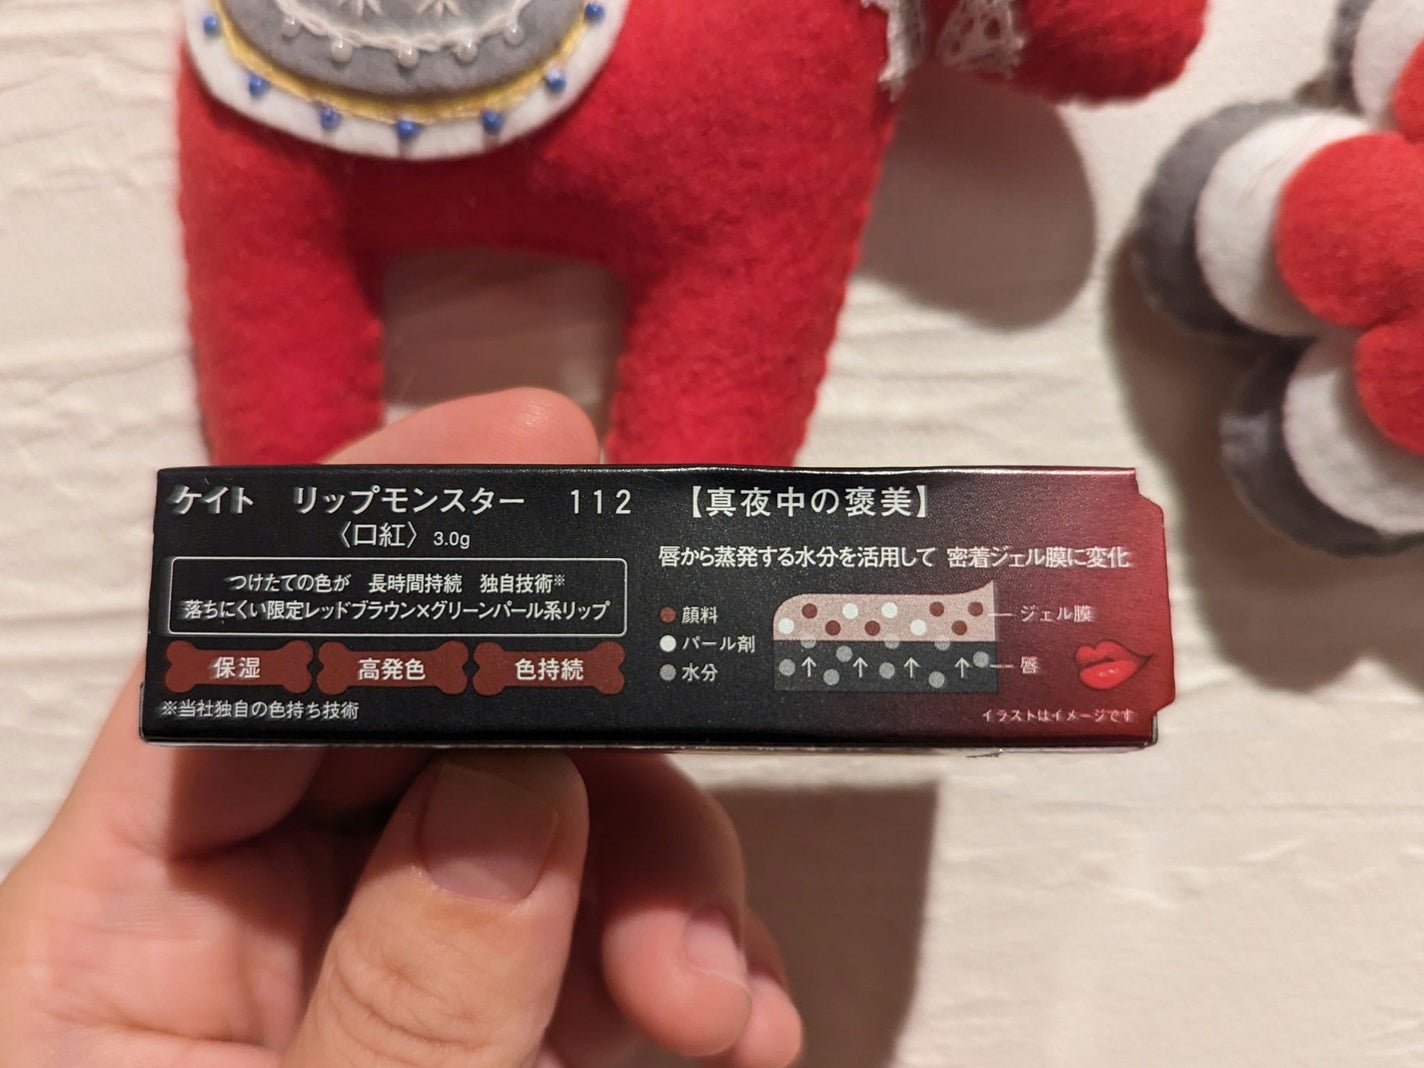 ケイト リップモンスター 112 【真夜中の褒美】
〈口紅〉3.0g
つけたての色が 長時間持続 独自技術※
落ちにくい限定レッドブラウン×グリーンパール系リップ
保湿 高発色 色持続
※当社独自の色持ち技術
唇から蒸発する水分を活用して 密着ジェル膜に変化
顔料
パール剤
水分
ジェル膜
唇
イラストはイメージです